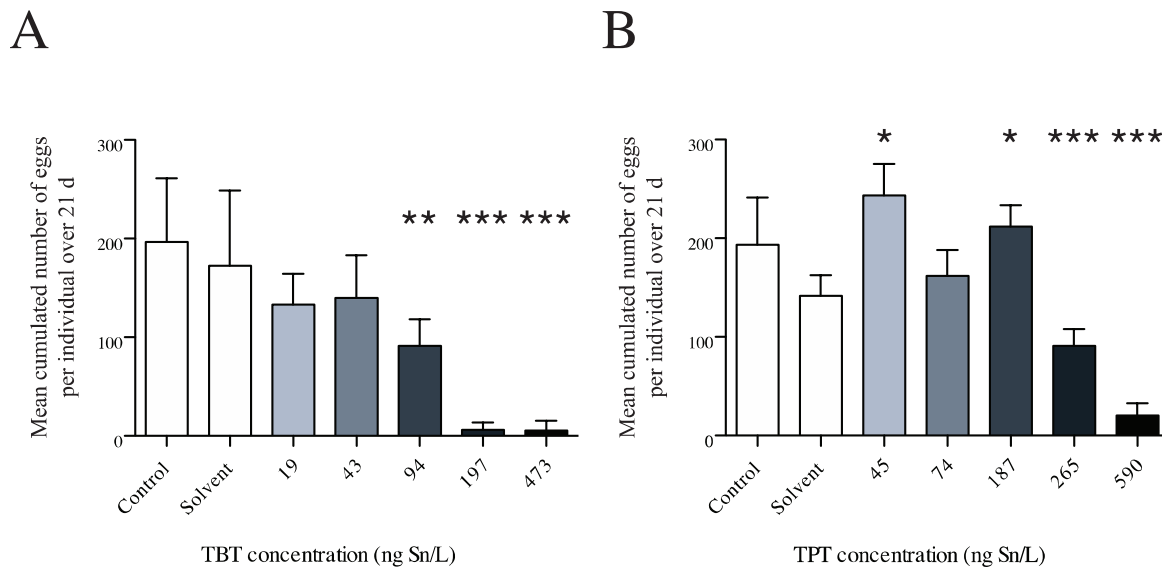 A
Mean cumulated number of eggs
per individual over 21 d
300
200
100
0
** *** ***
Control
Solvent
19
43
94
197
473
TBT concentration (ng Sn/L)
B
Mean cumulated number of eggs
per individual over 21 d
300
200
100
0
* * *** ***
Control
Solvent
45
74
187
265
590
TPT concentration (ng Sn/L)